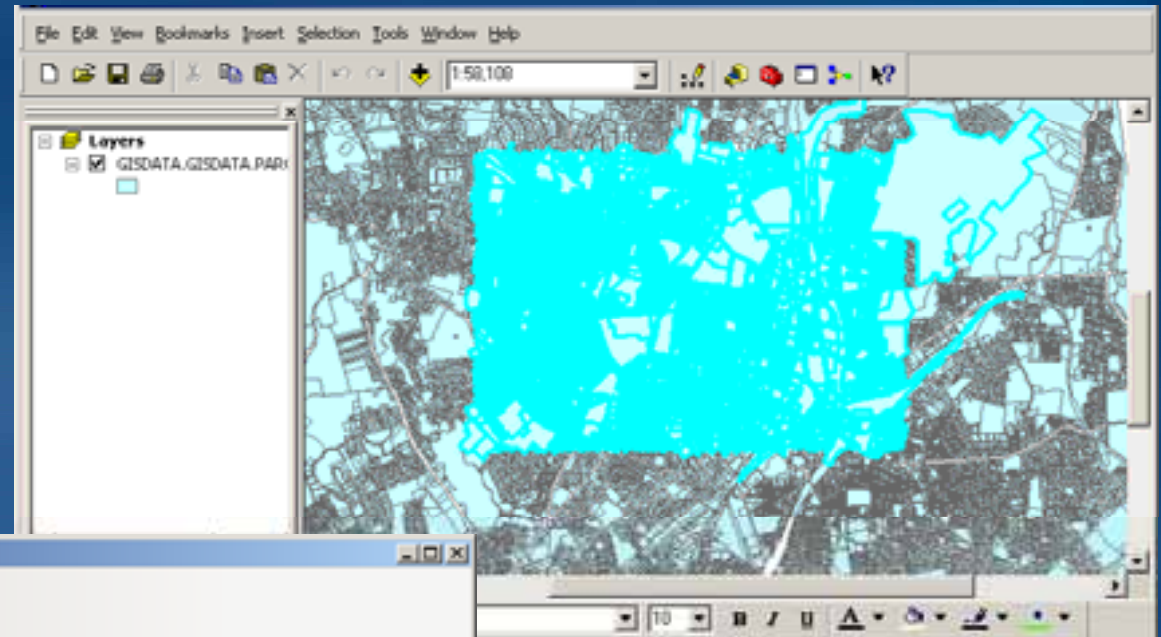 File Edit View Bookmarks Insert Selection Tools Window Help
1:58,108
Layers
GISDATA.GISDATA.PAR
10 B I U A